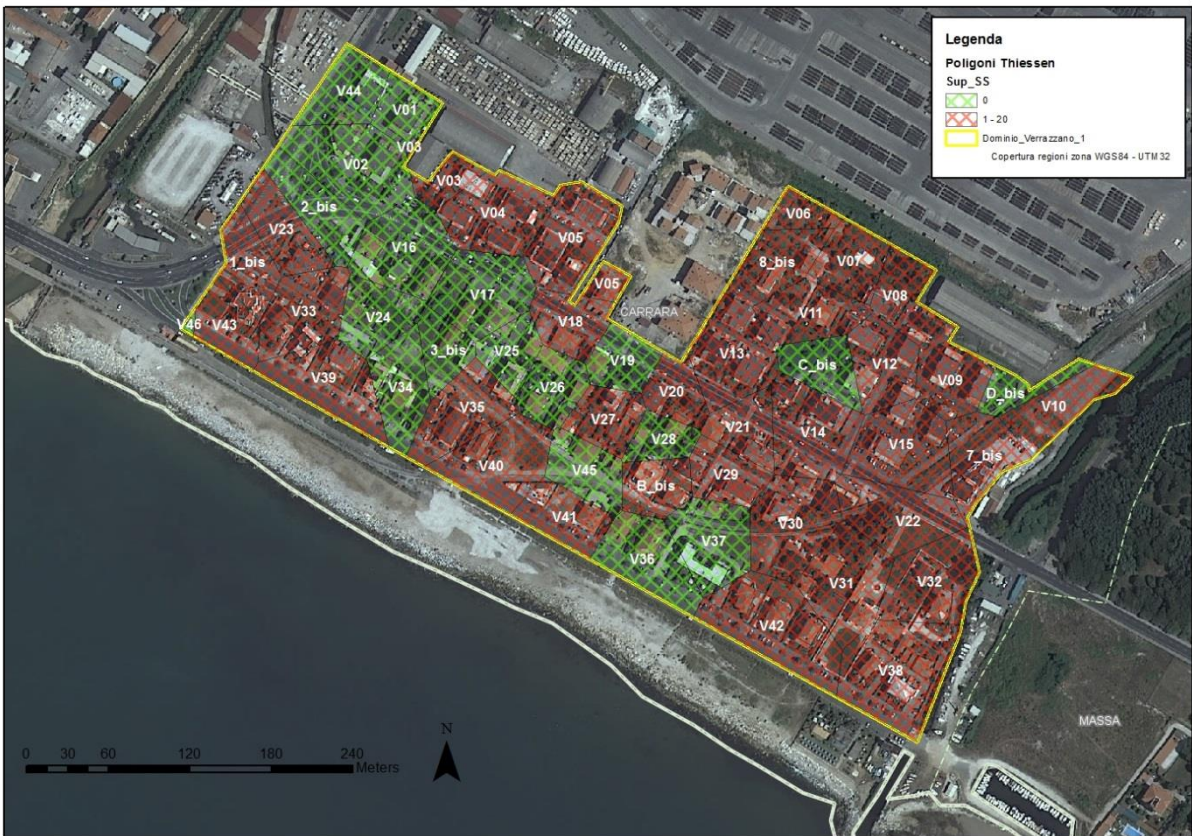 Legenda
Poligoni Thiessen
Sup_SS
0
1 - 20
Dominio_Verrazzano_1
Copertura regioni zona WGS84 - UTM 32
V44
V01
V03
V02
V03
V04
2_bis
V23
V05
V16
1_bis
V05
V17
V06
8_bis
V07
V08
V11
CARRARA
V18
V46
V43
V33
V24
3_bis
V25
V19
V13
C_bis
V12
V09
V39
V34
V26
V20
D_bis
V10
V35
V27
V28
V21
V14
V15
7_bis
V40
V45
B_bis
V29
V41
V30
V22
V36
V37
V31
V32
V42
V38
MASSA
N
0 30 60 120 180 240
Meters